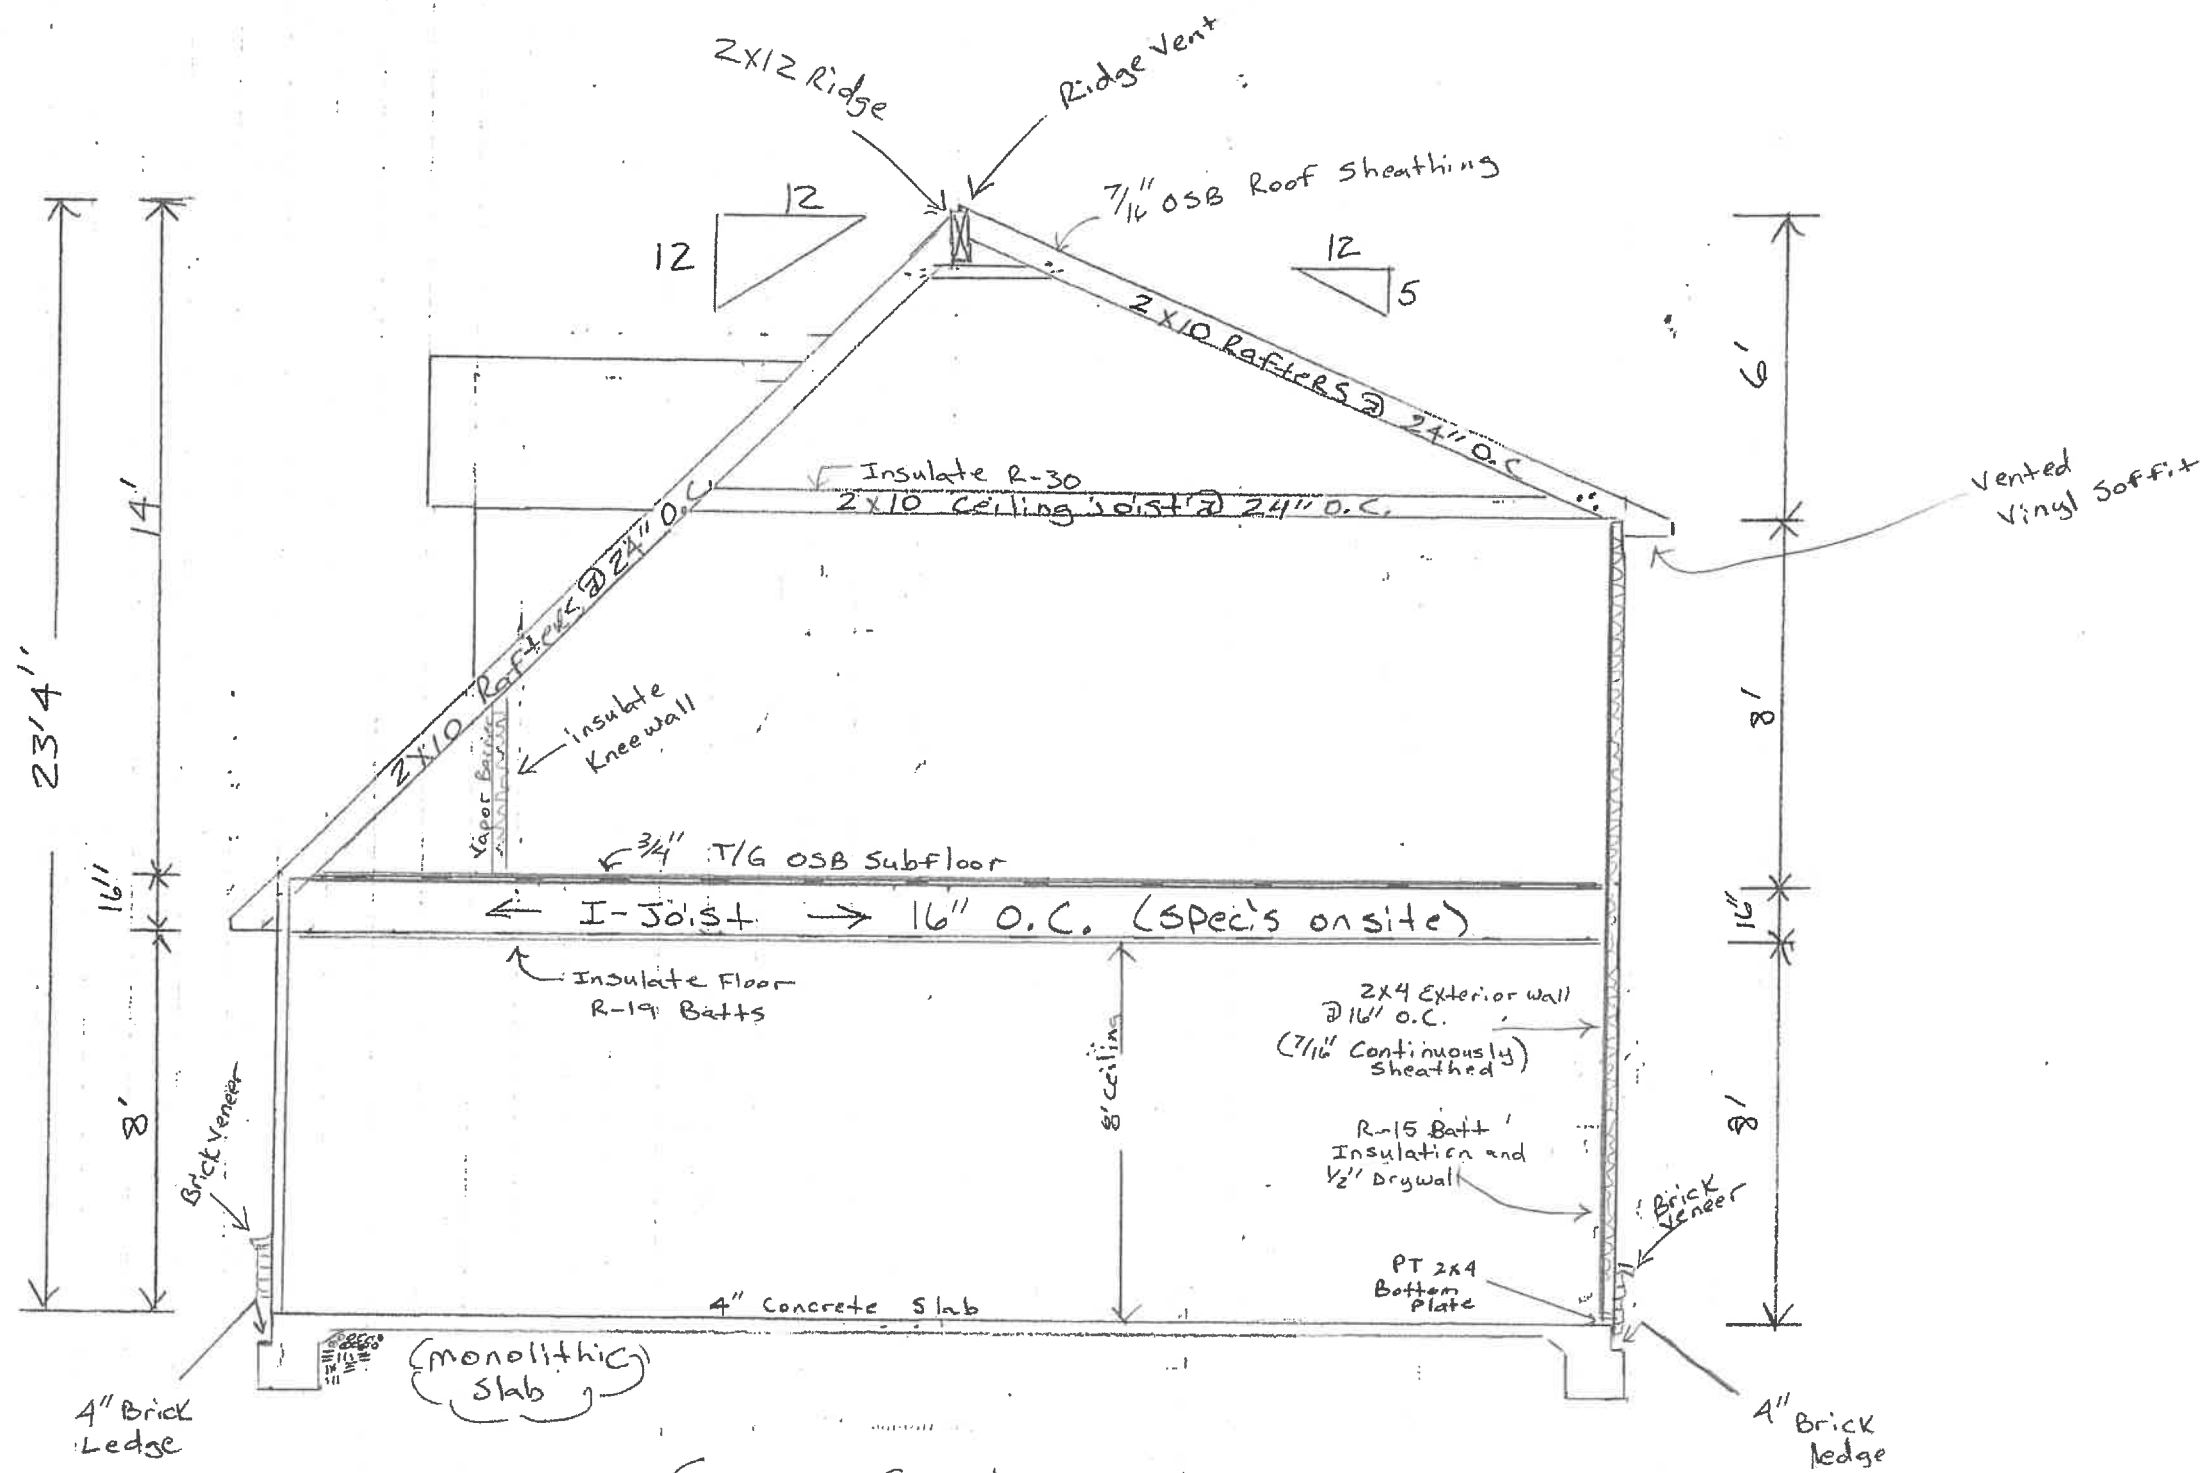 2X12 Ridge
Ridge Vent
7/16" OSB Roof Sheathing
12
12
12
5
2 X10 Rafters @ 24" O.C
6'
14'
23'4"
Insulate R-30
2X10 Ceiling Joist @ 24" O.C.
Vented
Vinyl Soffit
2X10 Rafters @ 24" O.C.
insulate
Kneewall
Vapor Barrier
8'
3/4" T/G OSB Subfloor
16"
← I-Joist → 16" O.C. (Spec's onsite)
16"
Insulate Floor
R-19 Batts
8' Ceiling
2X4 Exterior wall
@ 16" O.C.
(7/16" Continuously
Sheathed)
8'
Brick Veneer
8'
R-15 Batt
Insulation and
1/2" Drywall
Brick
Veneer
PT 2x4
Bottom
Plate
4" Concrete Slab
(monolithic)
Slab
4" Brick
Ledge
4" Brick
ledge